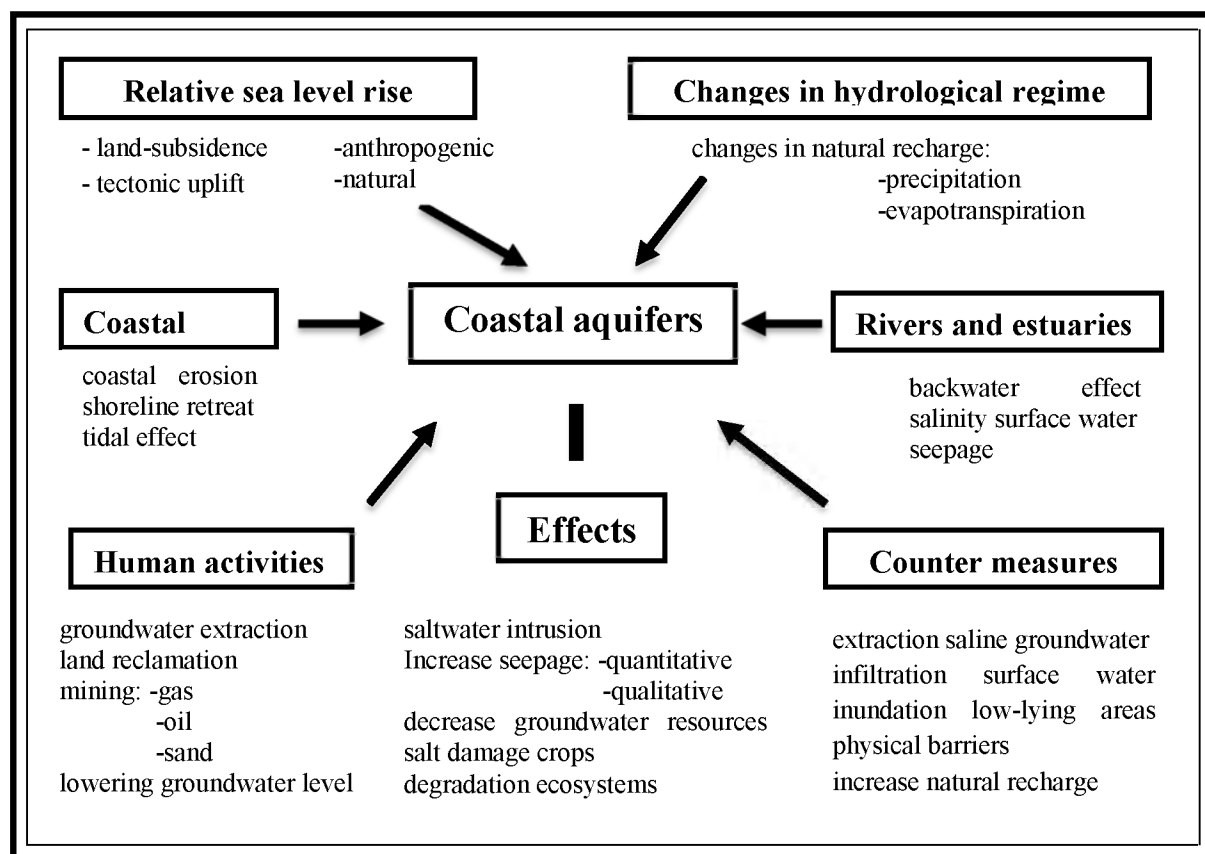 Relative sea level rise
- land-subsidence -anthropogenic
- tectonic uplift -natural
Changes in hydrological regime
changes in natural recharge:
-precipitation
-evapotranspiration
Coastal
coastal erosion
shoreline retreat
tidal effect
Coastal aquifers
Rivers and estuaries
backwater effect
salinity surface water
seepage
Human activities
groundwater extraction
land reclamation
mining: -gas
-oil
-sand
lowering groundwater level
Effects
saltwater intrusion
Increase seepage: -quantitative
-qualitative
decrease groundwater resources
salt damage crops
degradation ecosystems
Counter measures
extraction saline groundwater
infiltration surface water
inundation low-lying areas
physical barriers
increase natural recharge